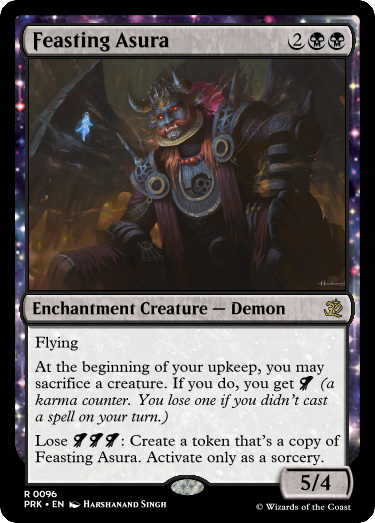 Feasting Asura 2
Enchantment Creature — Demon
Flying
At the beginning of your upkeep, you may
sacrifice a creature. If you do, you get (a
karma counter. You lose one if you didn't cast
a spell on your turn.)
Lose : Create a token that's a copy of
Feasting Asura. Activate only as a sorcery.
5/4
R 0096
PRK • EN Harshanand Singh
© Wizards of the Coast